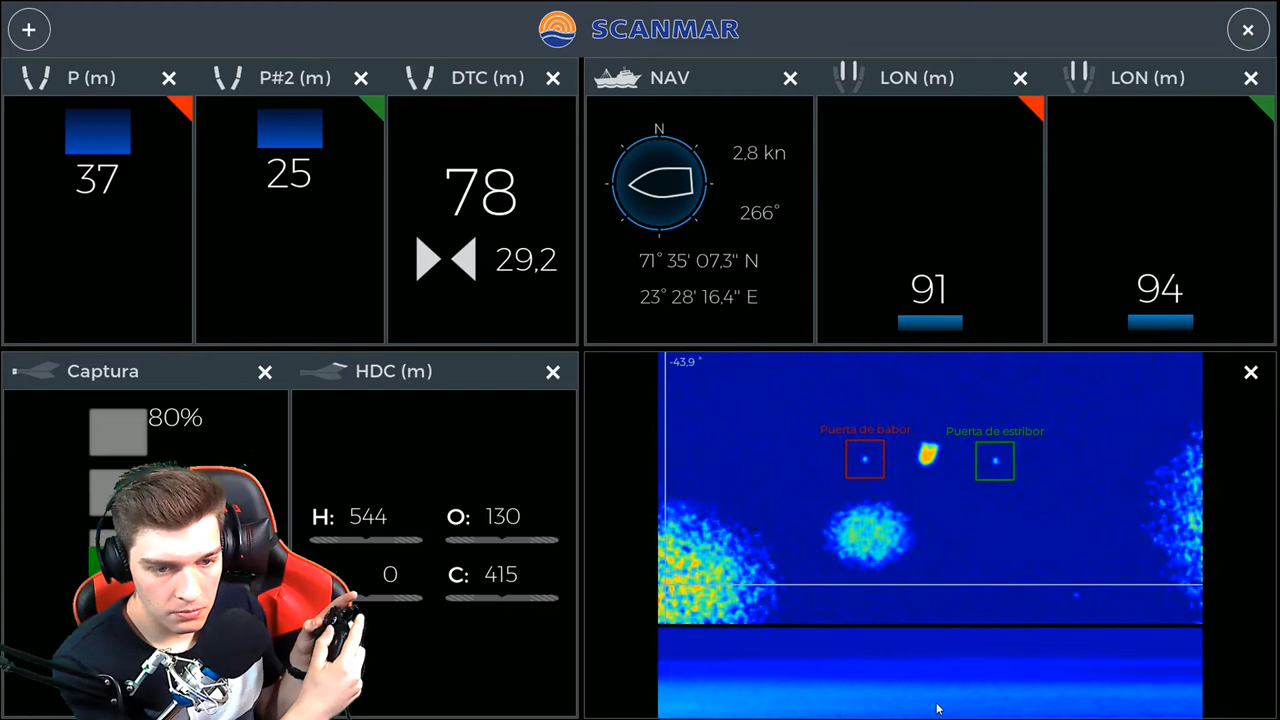 +
SCANMAR
×
P (m) ×
P#2 (m) ×
DTC (m) ×
NAV ×
LON (m) ×
LON (m) ×
37
25
78
29,2
N
2,8 kn
266°
71° 35' 07,3" N
23° 28' 16,4" E
91
94
Captura ×
HDC (m) ×
×
80%
H: 544
O: 130
0
C: 415
-43,9 °
Puerta de babor
Puerta de estribor